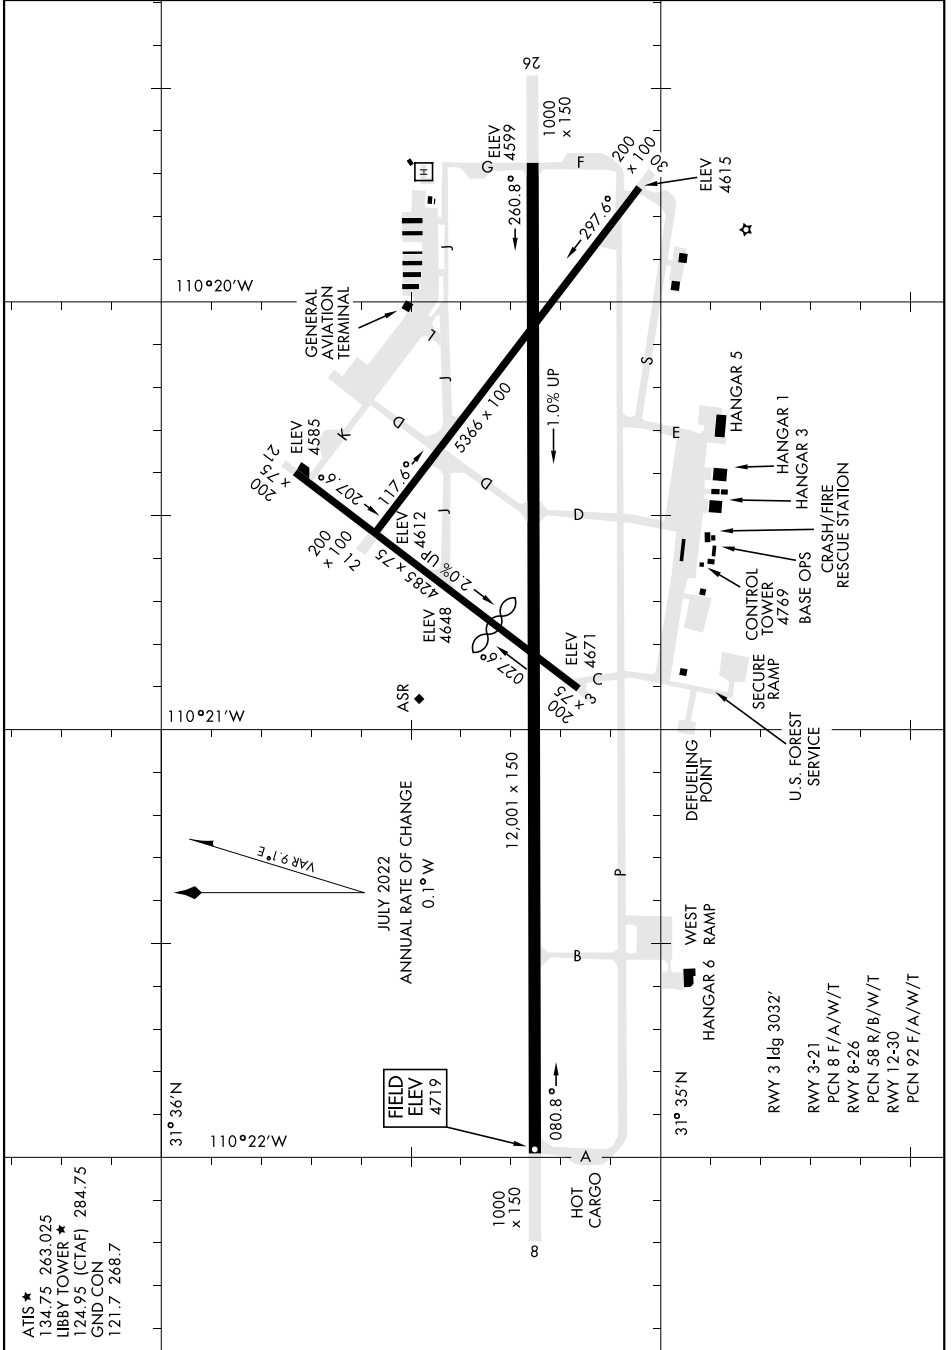 ATIS ★
134.75 263.025
LIBBY TOWER ★
124.95 (CTAF) 284.75
GND CON
121.7 268.7
31° 36'N
31° 35'N
110°22'W
110°21'W
110°20'W
FIELD
ELEV
4719
JULY 2022
ANNUAL RATE OF CHANGE
0.1° W
VAR 9.1° E
ASR
GENERAL
AVIATION
TERMINAL
H
8
1000
x 150
080.8°
12,001 x 150
1.0% UP
260.8°
ELEV
4599
1000
x 150
26
3
200
x 75
027.6°
ELEV
4671
ELEV
4648
2.0% UP
4285 x 75
207.6°
ELEV
4585
200
x 75
21
12
200
x 100
ELEV
4612
117.6°
5366 x 100
297.6°
200
x 100
30
ELEV
4615
HOT
CARGO
A
B
C
D
D
D
E
F
G
J
J
J
K
L
P
S
HANGAR 6
WEST
RAMP
DEFUELING
POINT
U.S. FOREST
SERVICE
SECURE
RAMP
CONTROL
TOWER
4769
BASE OPS
CRASH/FIRE
RESCUE STATION
HANGAR 3
HANGAR 1
HANGAR 5
RWY 3 ldg 3032'
RWY 3-21
PCN 8 F/A/W/T
RWY 8-26
PCN 58 R/B/W/T
RWY 12-30
PCN 92 F/A/W/T